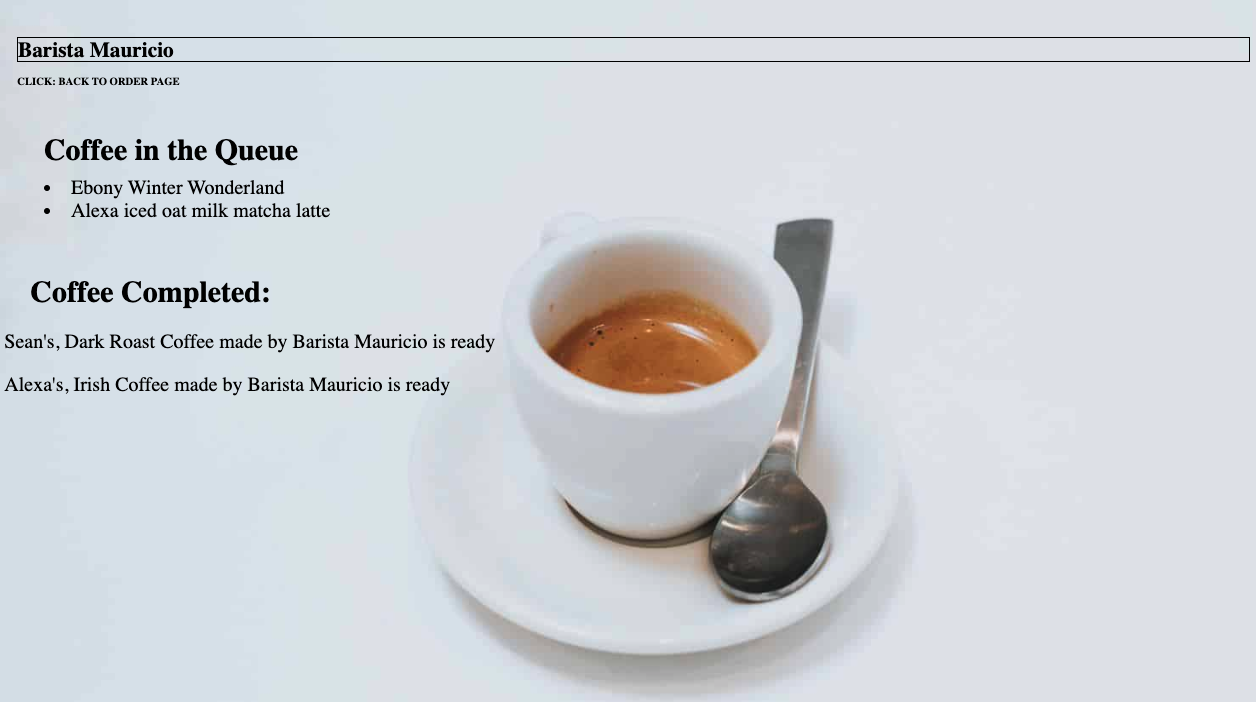 Barista Mauricio
CLICK: BACK TO ORDER PAGE
Coffee in the Queue
Ebony Winter Wonderland
Alexa iced oat milk matcha latte
Coffee Completed:
Sean's, Dark Roast Coffee made by Barista Mauricio is ready
Alexa's, Irish Coffee made by Barista Mauricio is ready